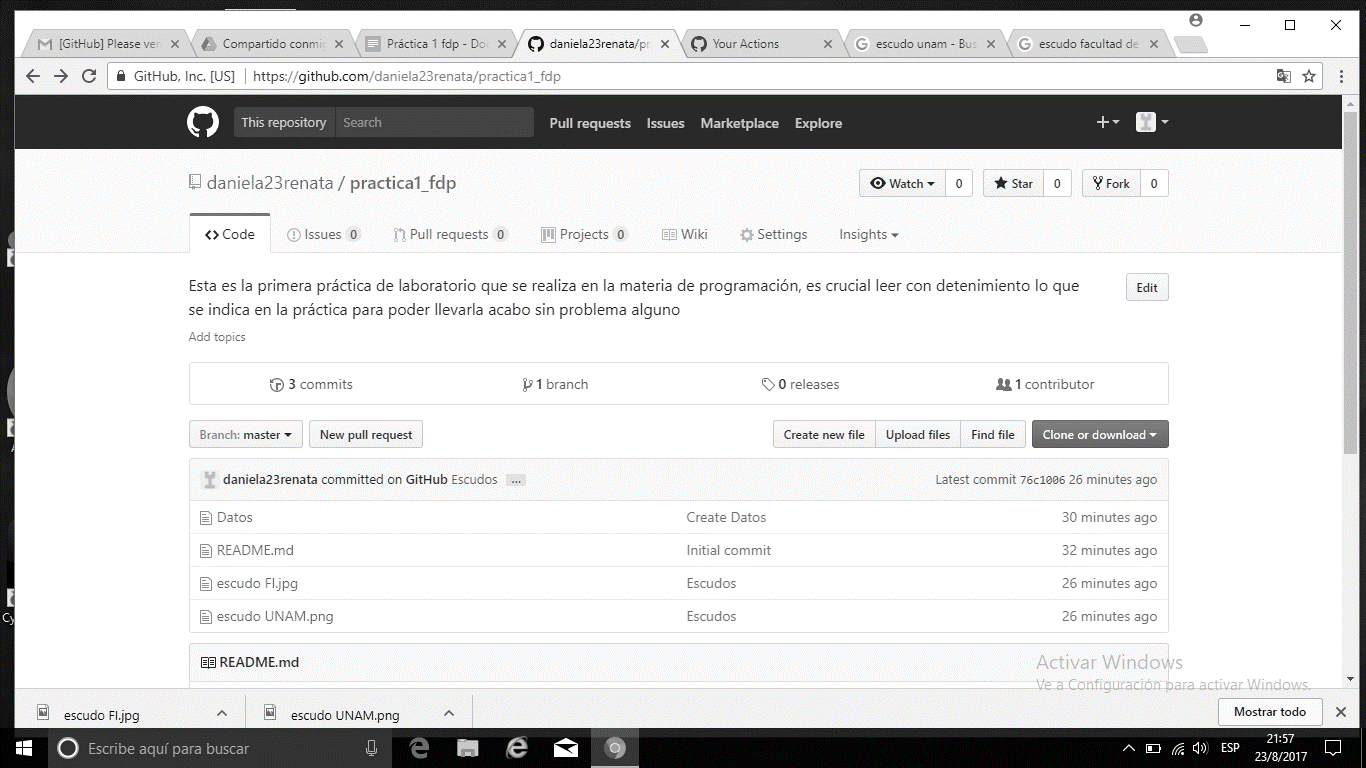 [GitHub] Please ver
Compartido conmi
Práctica 1 fdp - Do
daniela23renata/pr
Your Actions
escudo unam - Bus
escudo facultad de
GitHub, Inc. [US] https://github.com/daniela23renata/practica1_fdp
This repository Search Pull requests Issues Marketplace Explore
daniela23renata / practica1_fdp
Watch 0 Star 0 Fork 0
Code Issues 0 Pull requests 0 Projects 0 Wiki Settings Insights
Esta es la primera práctica de laboratorio que se realiza en la materia de programación, es crucial leer con detenimiento lo que
se indica en la práctica para poder llevarla acabo sin problema alguno
Edit
Add topics
3 commits 1 branch 0 releases 1 contributor
Branch: master New pull request Create new file Upload files Find file Clone or download
daniela23renata committed on GitHub Escudos ... Latest commit 76c1006 26 minutes ago
Datos Create Datos 30 minutes ago
README.md Initial commit 32 minutes ago
escudo FI.jpg Escudos 26 minutes ago
escudo UNAM.png Escudos 26 minutes ago
README.md
Activar Windows
Ve a Configuración para activar Windows.
escudo FI.jpg escudo UNAM.png Mostrar todo
Escribe aquí para buscar
ESP
21:57
23/8/2017